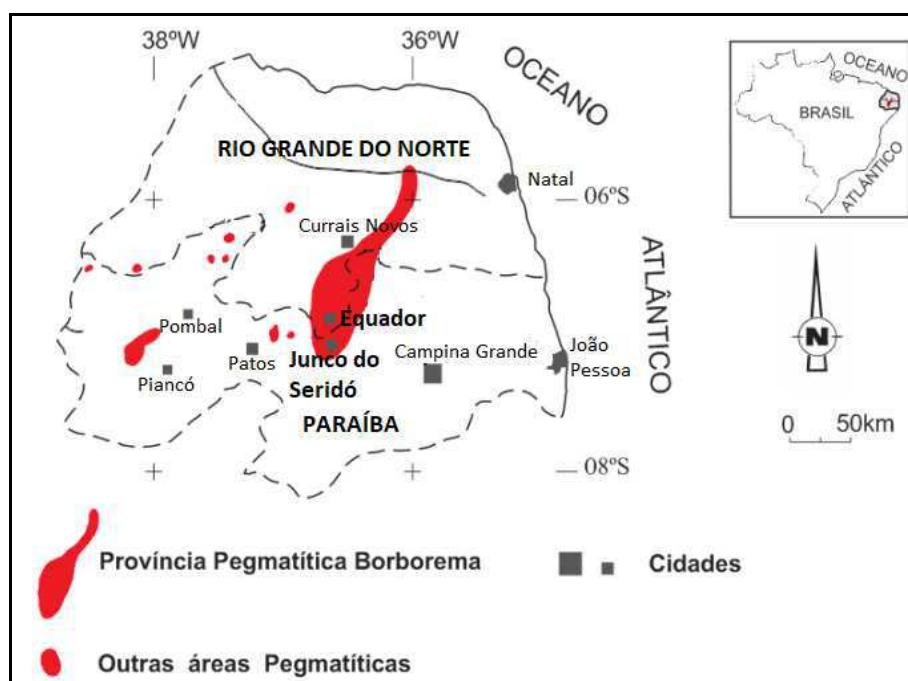 38ºW
36ºW
OCEANO
OCEANO
BRASIL
ATLÂNTICO
RIO GRANDE DO NORTE
Natal
06ºS
Currais Novos
ATLÂNTICO
Pombal
Equador
Patos
Piancó
Junco do
Seridó
Campina Grande
João
Pessoa
PARAÍBA
N
0 50km
08ºS
Província Pegmatítica Borborema
Cidades
Outras áreas Pegmatíticas